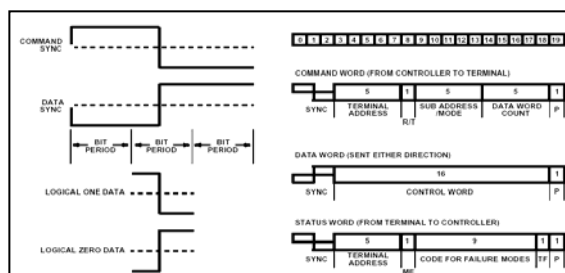 COMMAND SYNC
DATA SYNC
BIT PERIOD
BIT PERIOD
BIT PERIOD
LOGICAL ONE DATA
LOGICAL ZERO DATA
0 1 2 3 4 5 6 7 8 9 10 11 12 13 14 15 16 17 18 19
COMMAND WORD (FROM CONTROLLER TO TERMINAL)
5 1 5 5 1
SYNC TERMINAL ADDRESS R/T SUB ADDRESS /MODE DATA WORD COUNT P
DATA WORD (SENT EITHER DIRECTION)
16 1
SYNC CONTROL WORD P
STATUS WORD (FROM TERMINAL TO CONTROLLER)
5 1 9 1 1
SYNC TERMINAL ADDRESS ME CODE FOR FAILURE MODES TF P